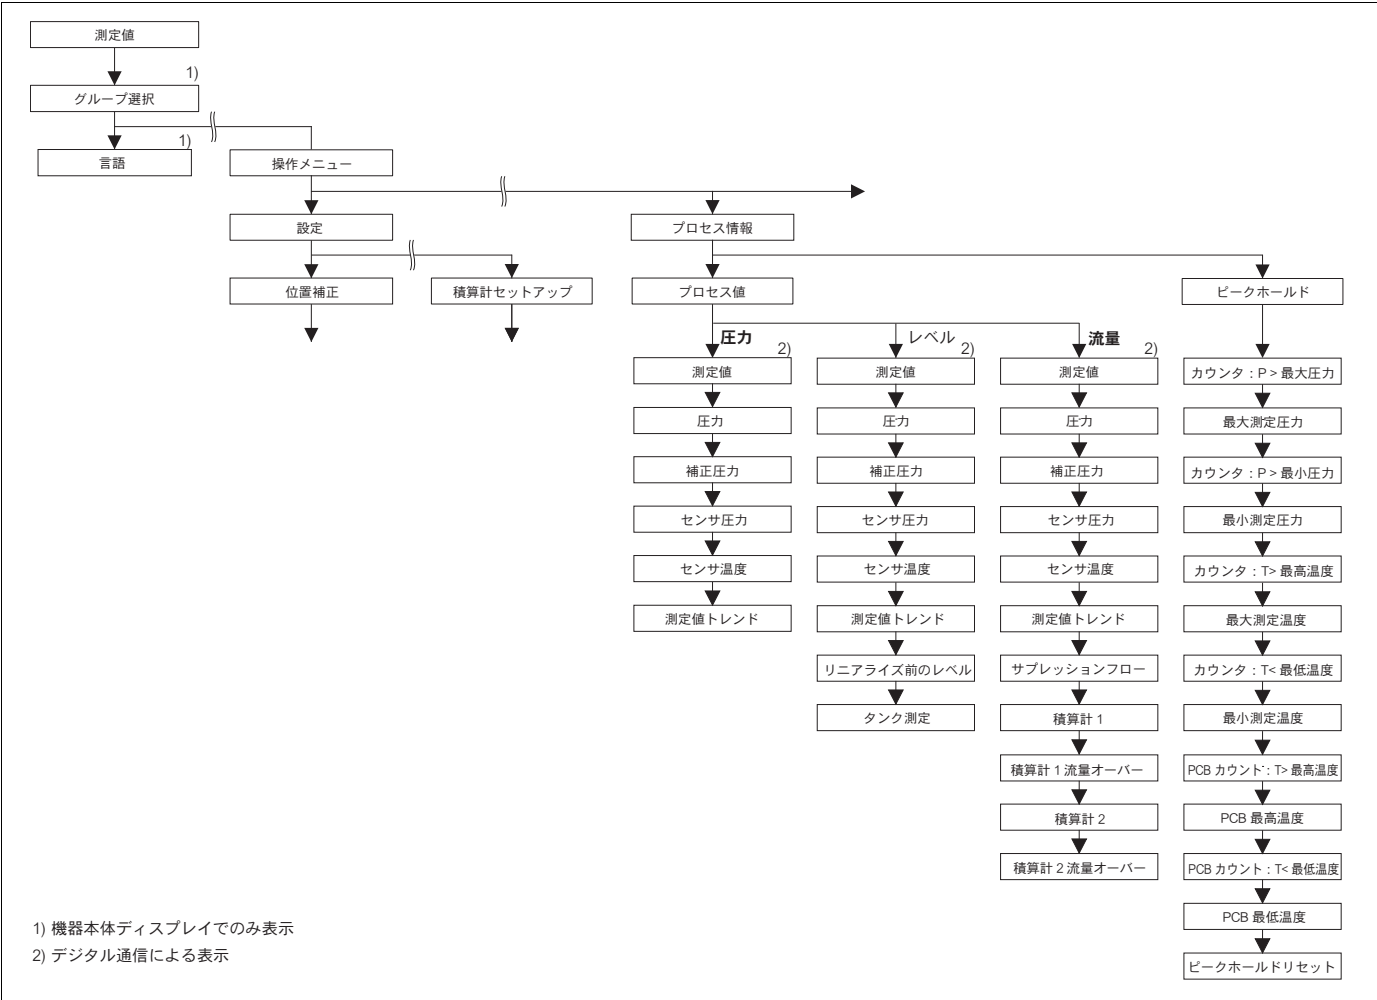 測定値
1)
グループ選択
1)
言語
操作メニュー
設定
プロセス情報
位置補正
積算計セットアップ
プロセス値
ピークホールド
圧力
2)
測定値
圧力
補正圧力
センサ圧力
センサ温度
測定値トレンド
レベル
2)
測定値
圧力
補正圧力
センサ圧力
センサ温度
測定値トレンド
リニアライズ前のレベル
タンク測定
流量
2)
測定値
圧力
補正圧力
センサ圧力
センサ温度
測定値トレンド
サプレッションフロー
積算計 1
積算計 1 流量オーバー
積算計 2
積算計 2 流量オーバー
カウンタ：P > 最大圧力
最大測定圧力
カウンタ：P > 最小圧力
最小測定圧力
カウンタ：T> 最高温度
最大測定温度
カウンタ：T< 最低温度
最小測定温度
PCB カウント：T> 最高温度
PCB 最高温度
PCB カウント：T< 最低温度
PCB 最低温度
ピークホールドリセット
1) 機器本体ディスプレイでのみ表示
2) デジタル通信による表示